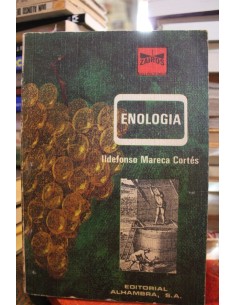 ENOLOGIA
Ildefonso Mareca Cortés
EDITORIAL
ALHAMBRA, S.A.